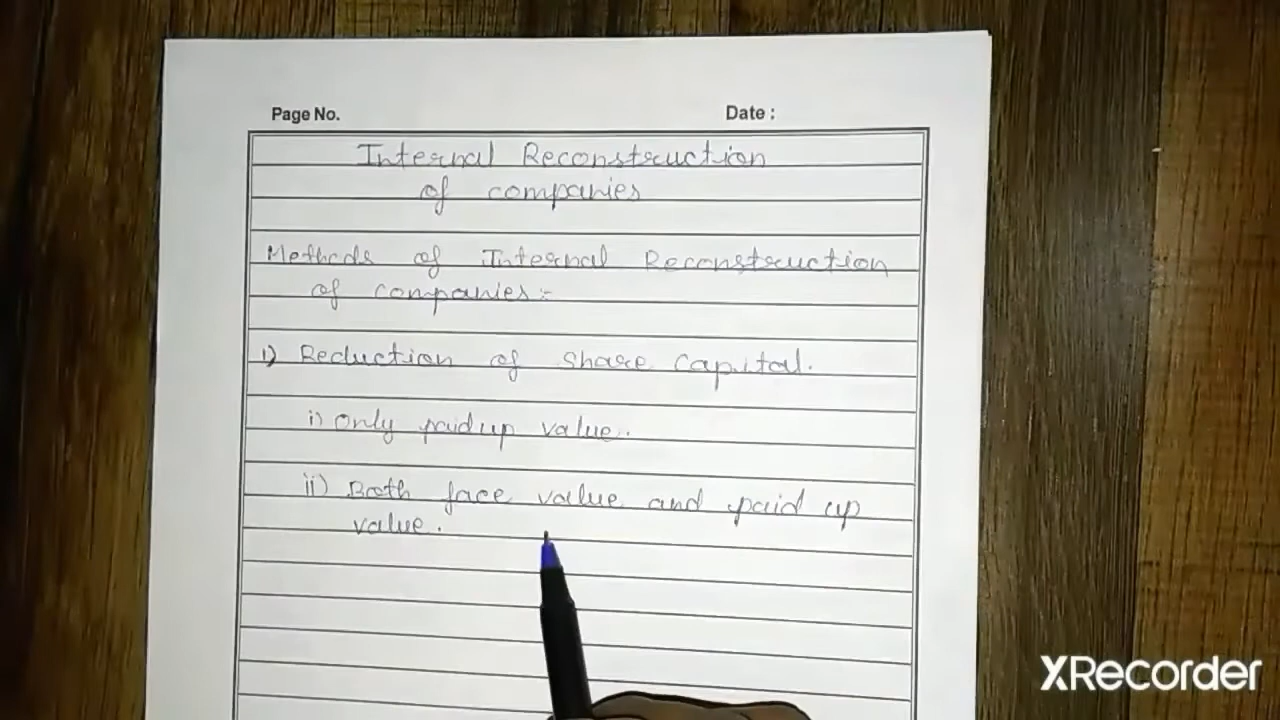 Page No. Date :
Internal Reconstruction
of companies
Methods of Internal Reconstruction
of companies:-
1) Reduction of share capital.
i) Only paid up value.
ii) Both face value and paid up
value.
XRecorder